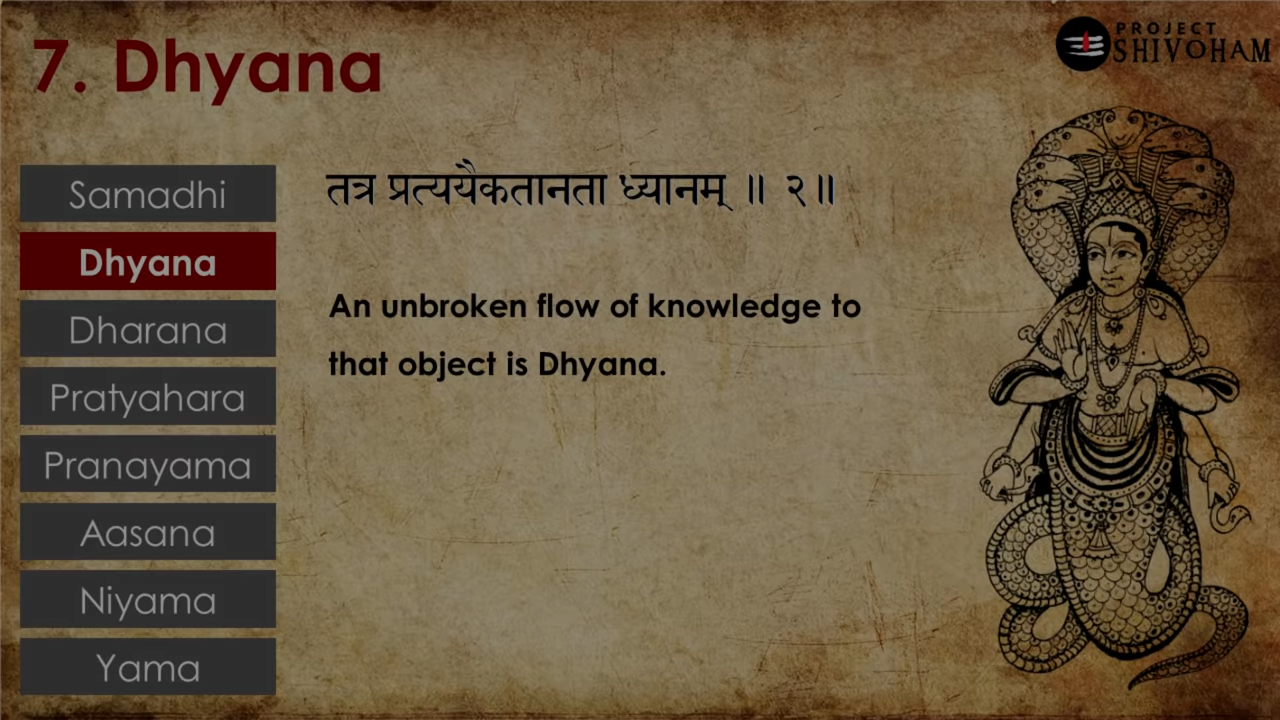 7. Dhyana
PROJECT
SHIVOHAM
Samadhi
Dhyana
Dharana
Pratyahara
Pranayama
Aasana
Niyama
Yama
तत्र प्रत्ययैकतानता ध्यानम् ॥ २॥
An unbroken flow of knowledge to
that object is Dhyana.